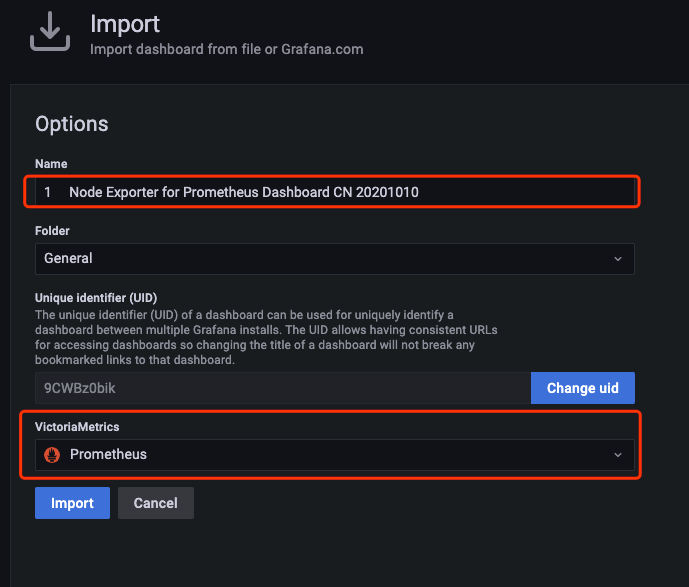 Import
Import dashboard from file or Grafana.com
Options
Name
1 Node Exporter for Prometheus Dashboard CN 20201010
Folder
General
Unique identifier (UID)
The unique identifier (UID) of a dashboard can be used for uniquely identify a
dashboard between multiple Grafana installs. The UID allows having consistent URLs
for accessing dashboards so changing the title of a dashboard will not break any
bookmarked links to that dashboard.
9CWBz0bik
Change uid
VictoriaMetrics
Prometheus
Import
Cancel